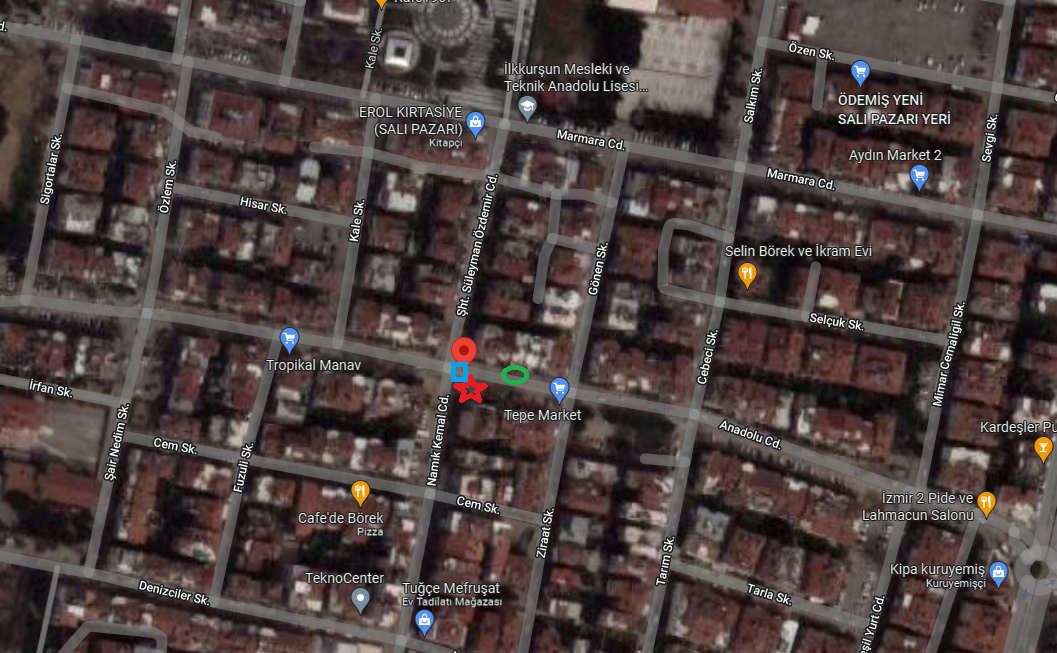 Kale Sk.
Özen Sk.
İlkkurşun Mesleki ve
Teknik Anadolu Lisesi...
Salkım Sk.
ÖDEMİŞ YENİ
SALI PAZARI YERİ
EROL KIRTASİYE
(SALI PAZARI)
Kitapçı
Marmara Cd.
Sevgi Sk.
Aydın Market 2
Sigortalar Sk.
Özlem Sk.
Marmara Cd.
Hisar Sk.
Kale Sk.
Şht. Süleyman Özdemir Cd.
Gönen Sk.
Selin Börek ve İkram Evi
Selçuk Sk.
Tropikal Manav
Cebeci Sk.
Mimar Cemaligil Sk.
İrfan Sk.
Tepe Market
Namık Kemal Cd.
Anadolu Cd.
Kardeşler Pu
Şair Nedim Sk.
Cem Sk.
Fuzuli Sk.
Cem Sk.
İzmir 2 Pide ve
Lahmacun Salonu
Cafe'de Börek
Pizza
Ziraat Sk.
Tarım Sk.
Kipa kuruyemiş
Kuruyemişçi
TeknoCenter
Denizciler Sk.
Tuğçe Mefruşat
Ev Tadilatı Mağazası
Tarla Sk.
eşil Yurt Cd.